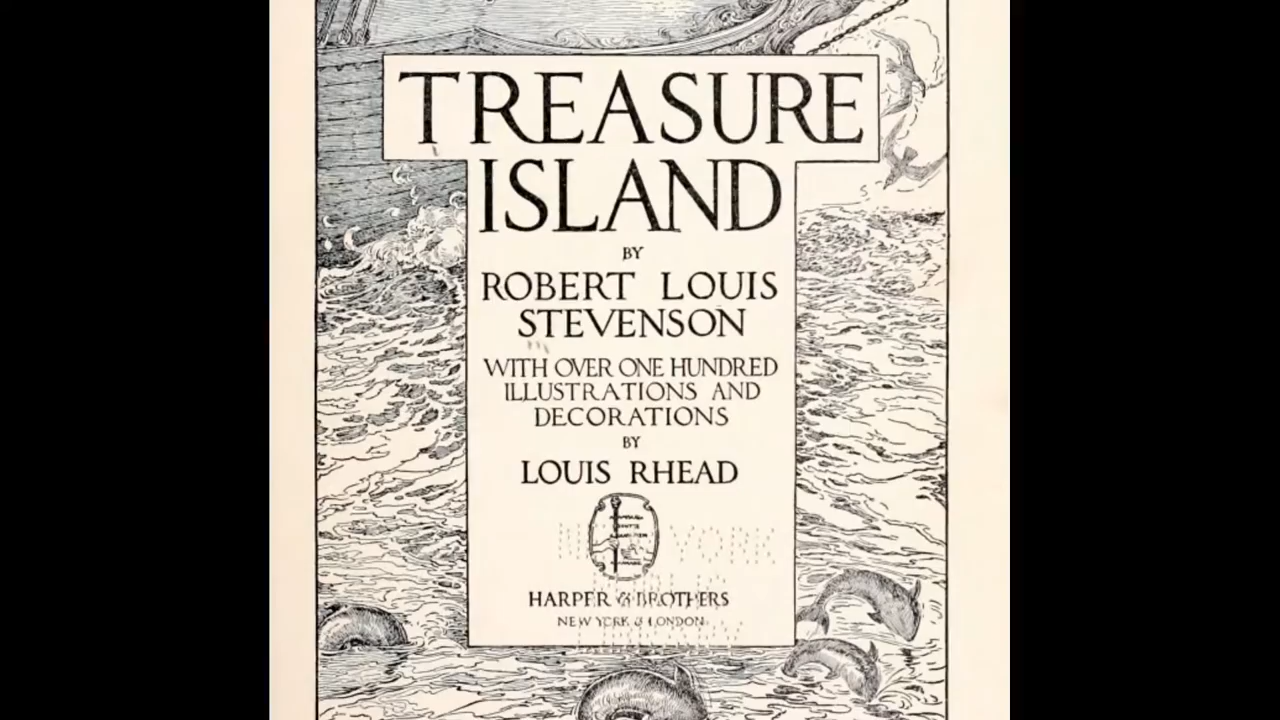 TREASURE
ISLAND
BY
ROBERT LOUIS
STEVENSON
WITH OVER ONE HUNDRED
ILLUSTRATIONS AND
DECORATIONS
BY
LOUIS RHEAD
YORK
HARPER & BROTHERS
NEW YORK & LONDON